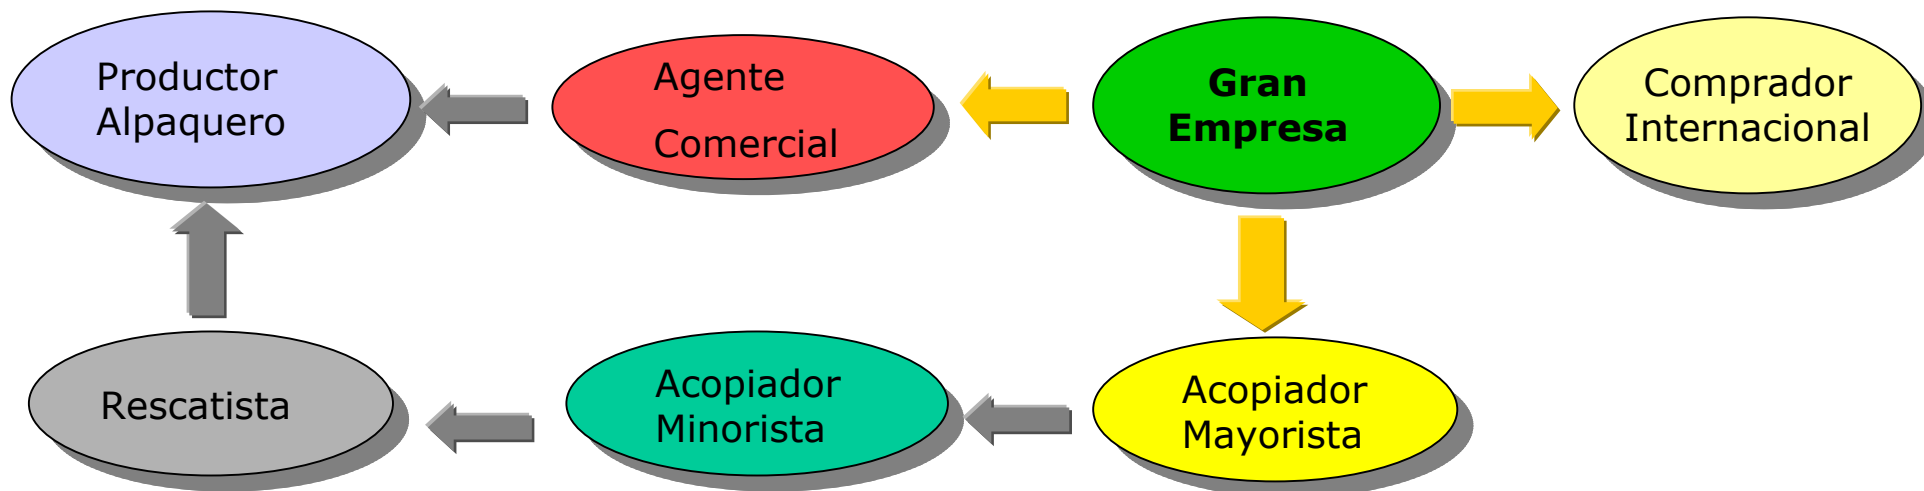 Productor
Alpaquero
Agente
Comercial
Gran
Empresa
Comprador
Internacional
Rescatista
Acopiador
Minorista
Acopiador
Mayorista